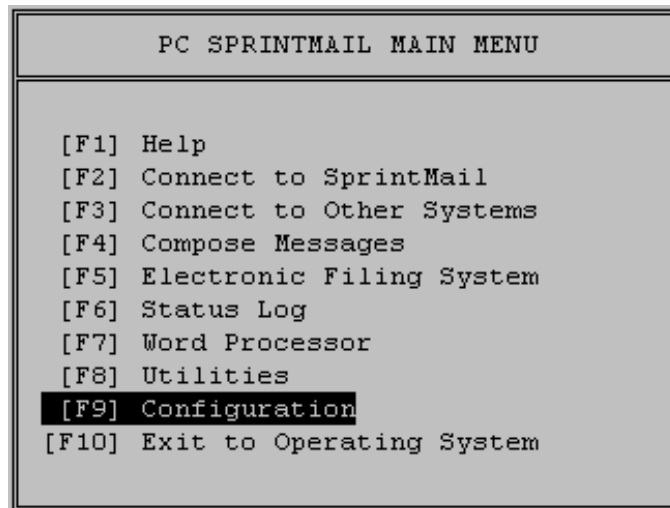 PC SPRINTMAIL MAIN MENU
[F1] Help
[F2] Connect to SprintMail
[F3] Connect to Other Systems
[F4] Compose Messages
[F5] Electronic Filing System
[F6] Status Log
[F7] Word Processor
[F8] Utilities
[F9] Configuration
[F10] Exit to Operating System